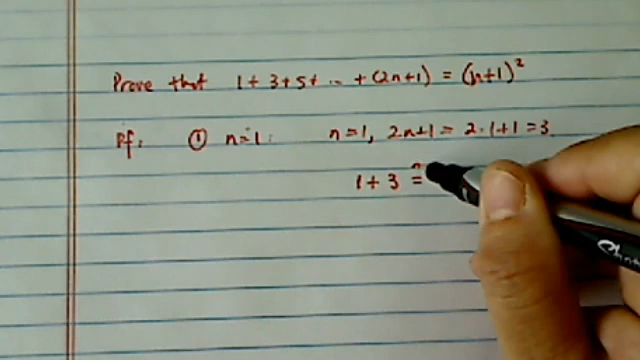 Prove that 1 + 3 + 5 + ... + (2n+1) = (n+1)²
Pf: ① n=1: n=1, 2n+1 = 2·1+1 = 3
1 + 3 =